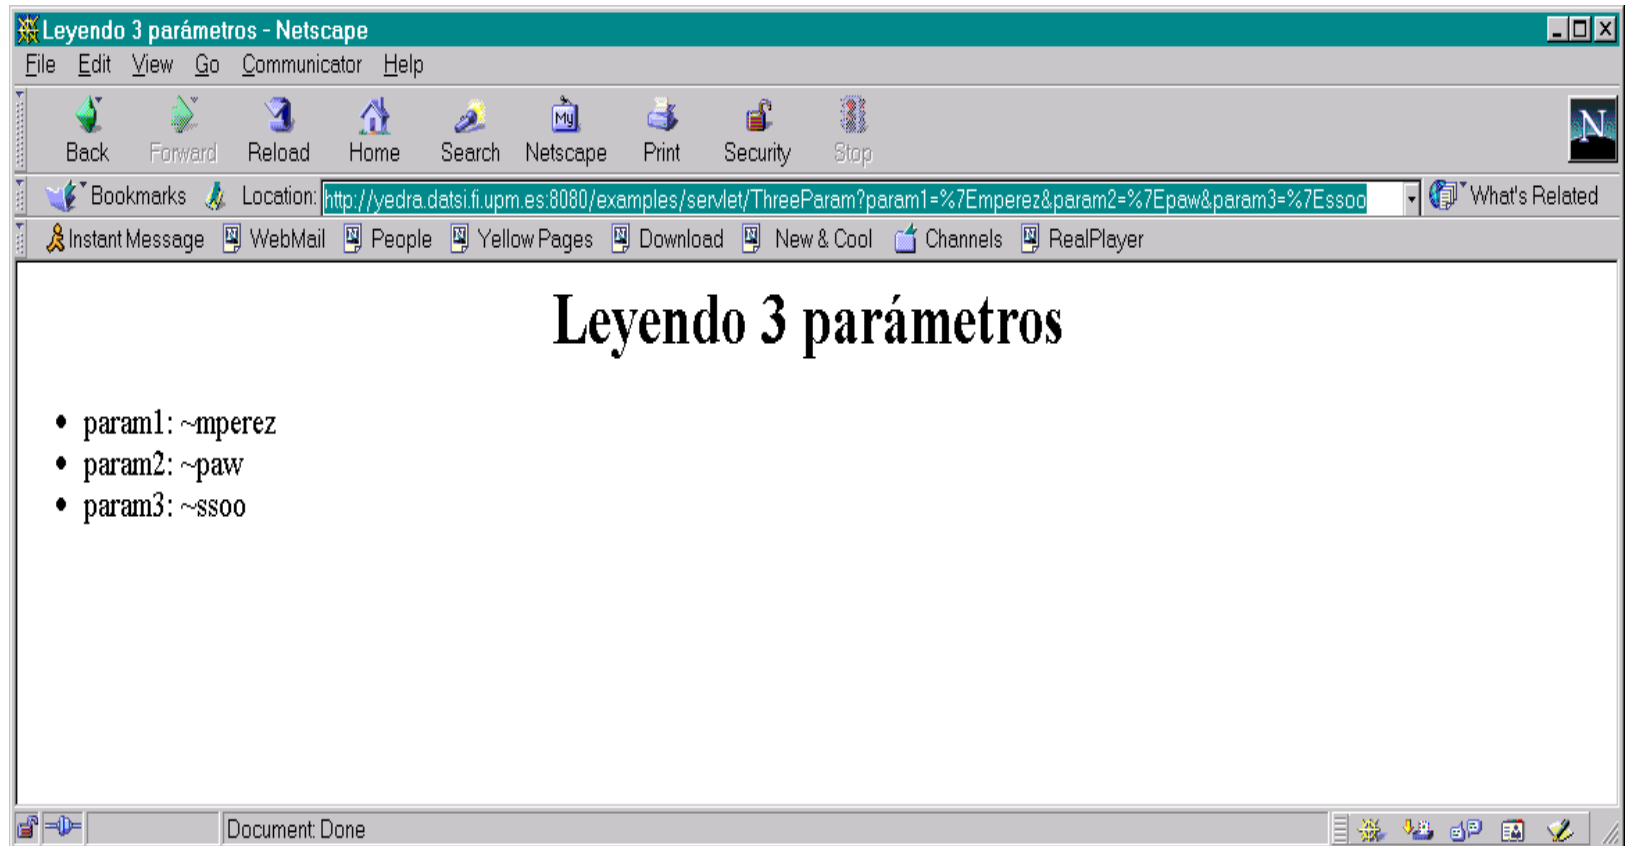 Leyendo 3 parámetros - Netscape
File Edit View Go Communicator Help
My N
Back Forward Reload Home Search Netscape Print Security Stop
Bookmarks Location: http://yedra.datsi.fi.upm.es:8080/examples/servlet/ThreeParam?param1=%7Emperez&param2=%7Epaw&param3=%7Essoo What's Related
Instant Message WebMail People Yellow Pages Download New & Cool Channels RealPlayer
Leyendo 3 parámetros
• param1: ~mperez
• param2: ~paw
• param3: ~ssoo
Document: Done